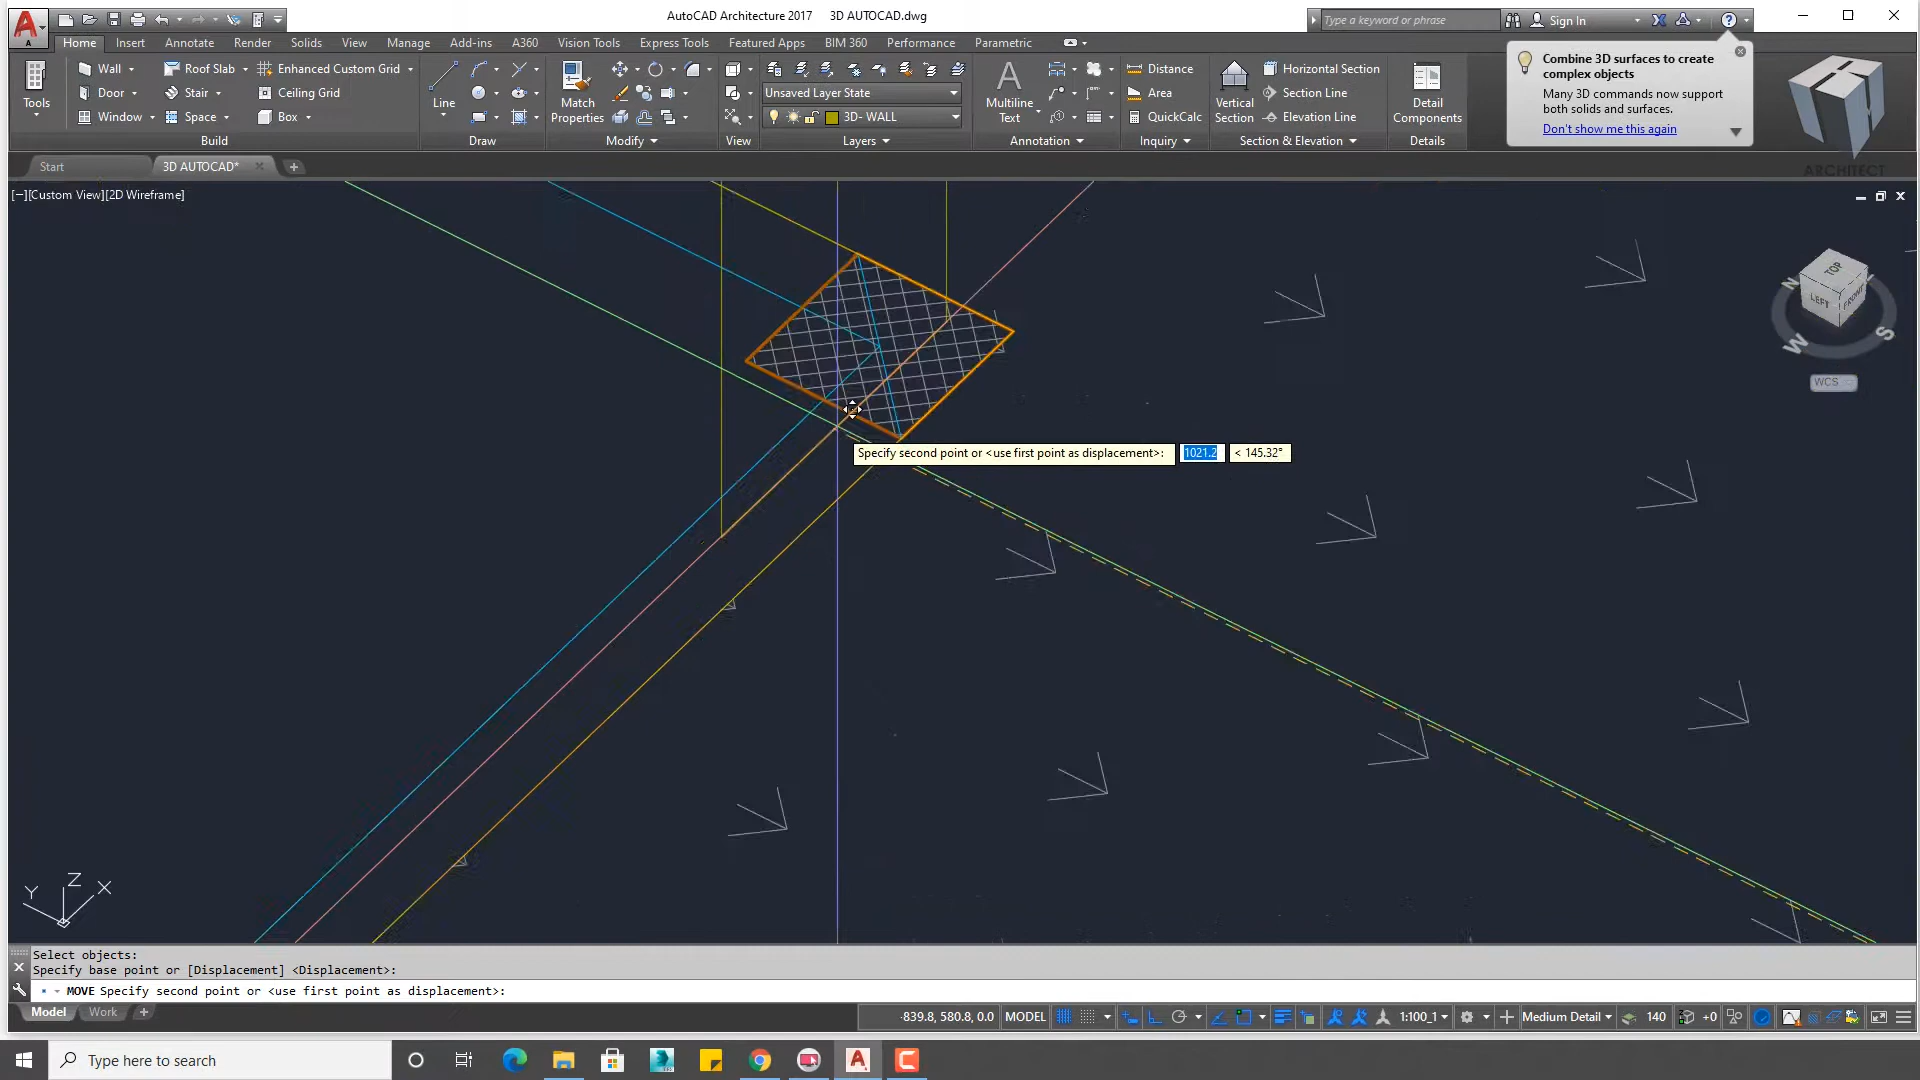 AutoCAD Architecture 2017 3D AUTOCAD.dwg
Type a keyword or phrase
Sign In
A
Home Insert Annotate Render Solids View Manage Add-ins A360 Vision Tools Express Tools Featured Apps BIM 360 Performance Parametric
Tools
Wall Roof Slab Enhanced Custom Grid
Door Stair Ceiling Grid
Window Space Box
Build
Line
Draw
Match
Properties
Modify
View
Unsaved Layer State
3D- WALL
Layers
Multiline
Text
Annotation
Distance
Area
QuickCalc
Inquiry
Vertical
Section
Horizontal Section
Section Line
Elevation Line
Section & Elevation
Detail
Components
Details
Combine 3D surfaces to create
complex objects
Many 3D commands now support
both solids and surfaces.
Don't show me this again
ARCHITECT
Start 3D AUTOCAD*
[−][Custom View][2D Wireframe]
TOP
LEFT
FRONT
N
W
S
WCS
Specify second point or <use first point as displacement>: 1021.2 < 145.32°
Y Z X
Select objects:
Specify base point or [Displacement] <Displacement>:
MOVE Specify second point or <use first point as displacement>:
Model Work
-839.8, 580.8, 0.0 MODEL 1:100_1 Medium Detail 140 +0
Type here to search